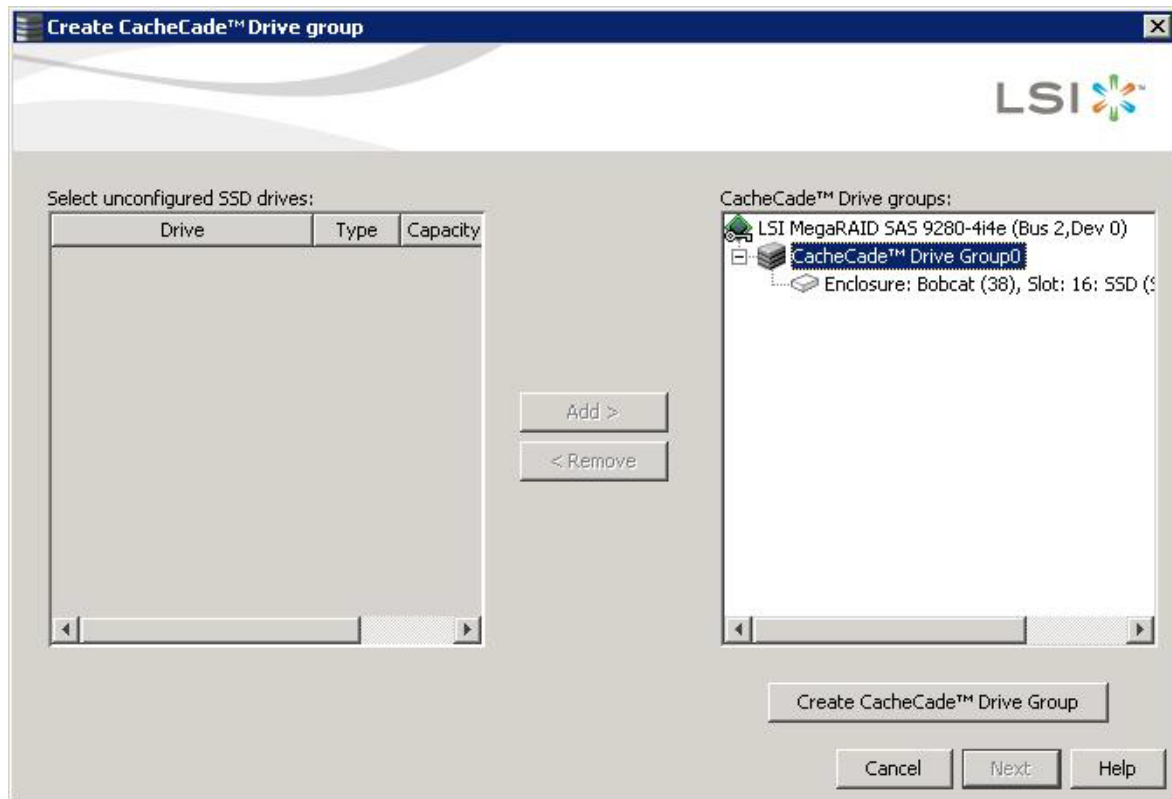 Create CacheCade™ Drive group
LSI
Select unconfigured SSD drives:
Drive Type Capacity
Add >
< Remove
CacheCade™ Drive groups:
LSI MegaRAID SAS 9280-4i4e (Bus 2,Dev 0)
CacheCade™ Drive Group0
Enclosure: Bobcat (38), Slot: 16: SSD (S
Create CacheCade™ Drive Group
Cancel Next Help